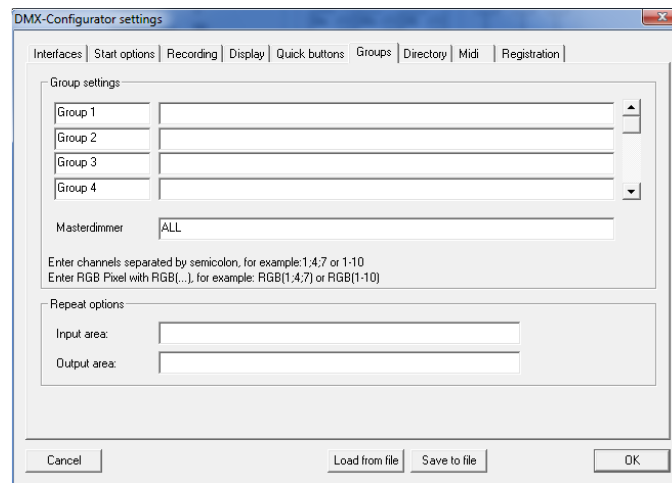 DMX-Configurator settings
Interfaces Start options Recording Display Quick buttons Groups Directory Midi Registration
Group settings
Group 1
Group 2
Group 3
Group 4
Masterdimmer ALL
Enter channels separated by semicolon, for example:1;4;7 or 1-10
Enter RGB Pixel with RGB(...), for example: RGB(1;4;7) or RGB(1-10)
Repeat options
Input area:
Output area:
Cancel Load from file Save to file OK